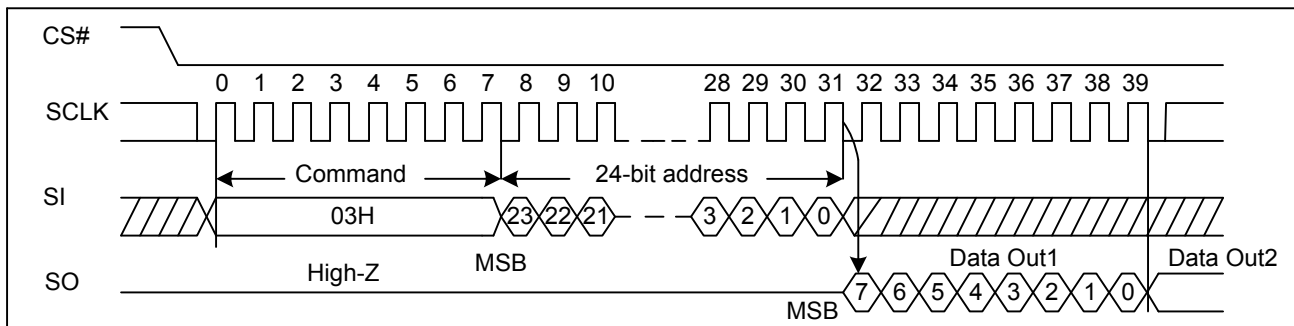 CS#
0 1 2 3 4 5 6 7 8 9 10 28 29 30 31 32 33 34 35 36 37 38 39
SCLK
Command 24-bit address
SI
03H 23 22 21 3 2 1 0
High-Z MSB Data Out1 Data Out2
SO
MSB 7 6 5 4 3 2 1 0